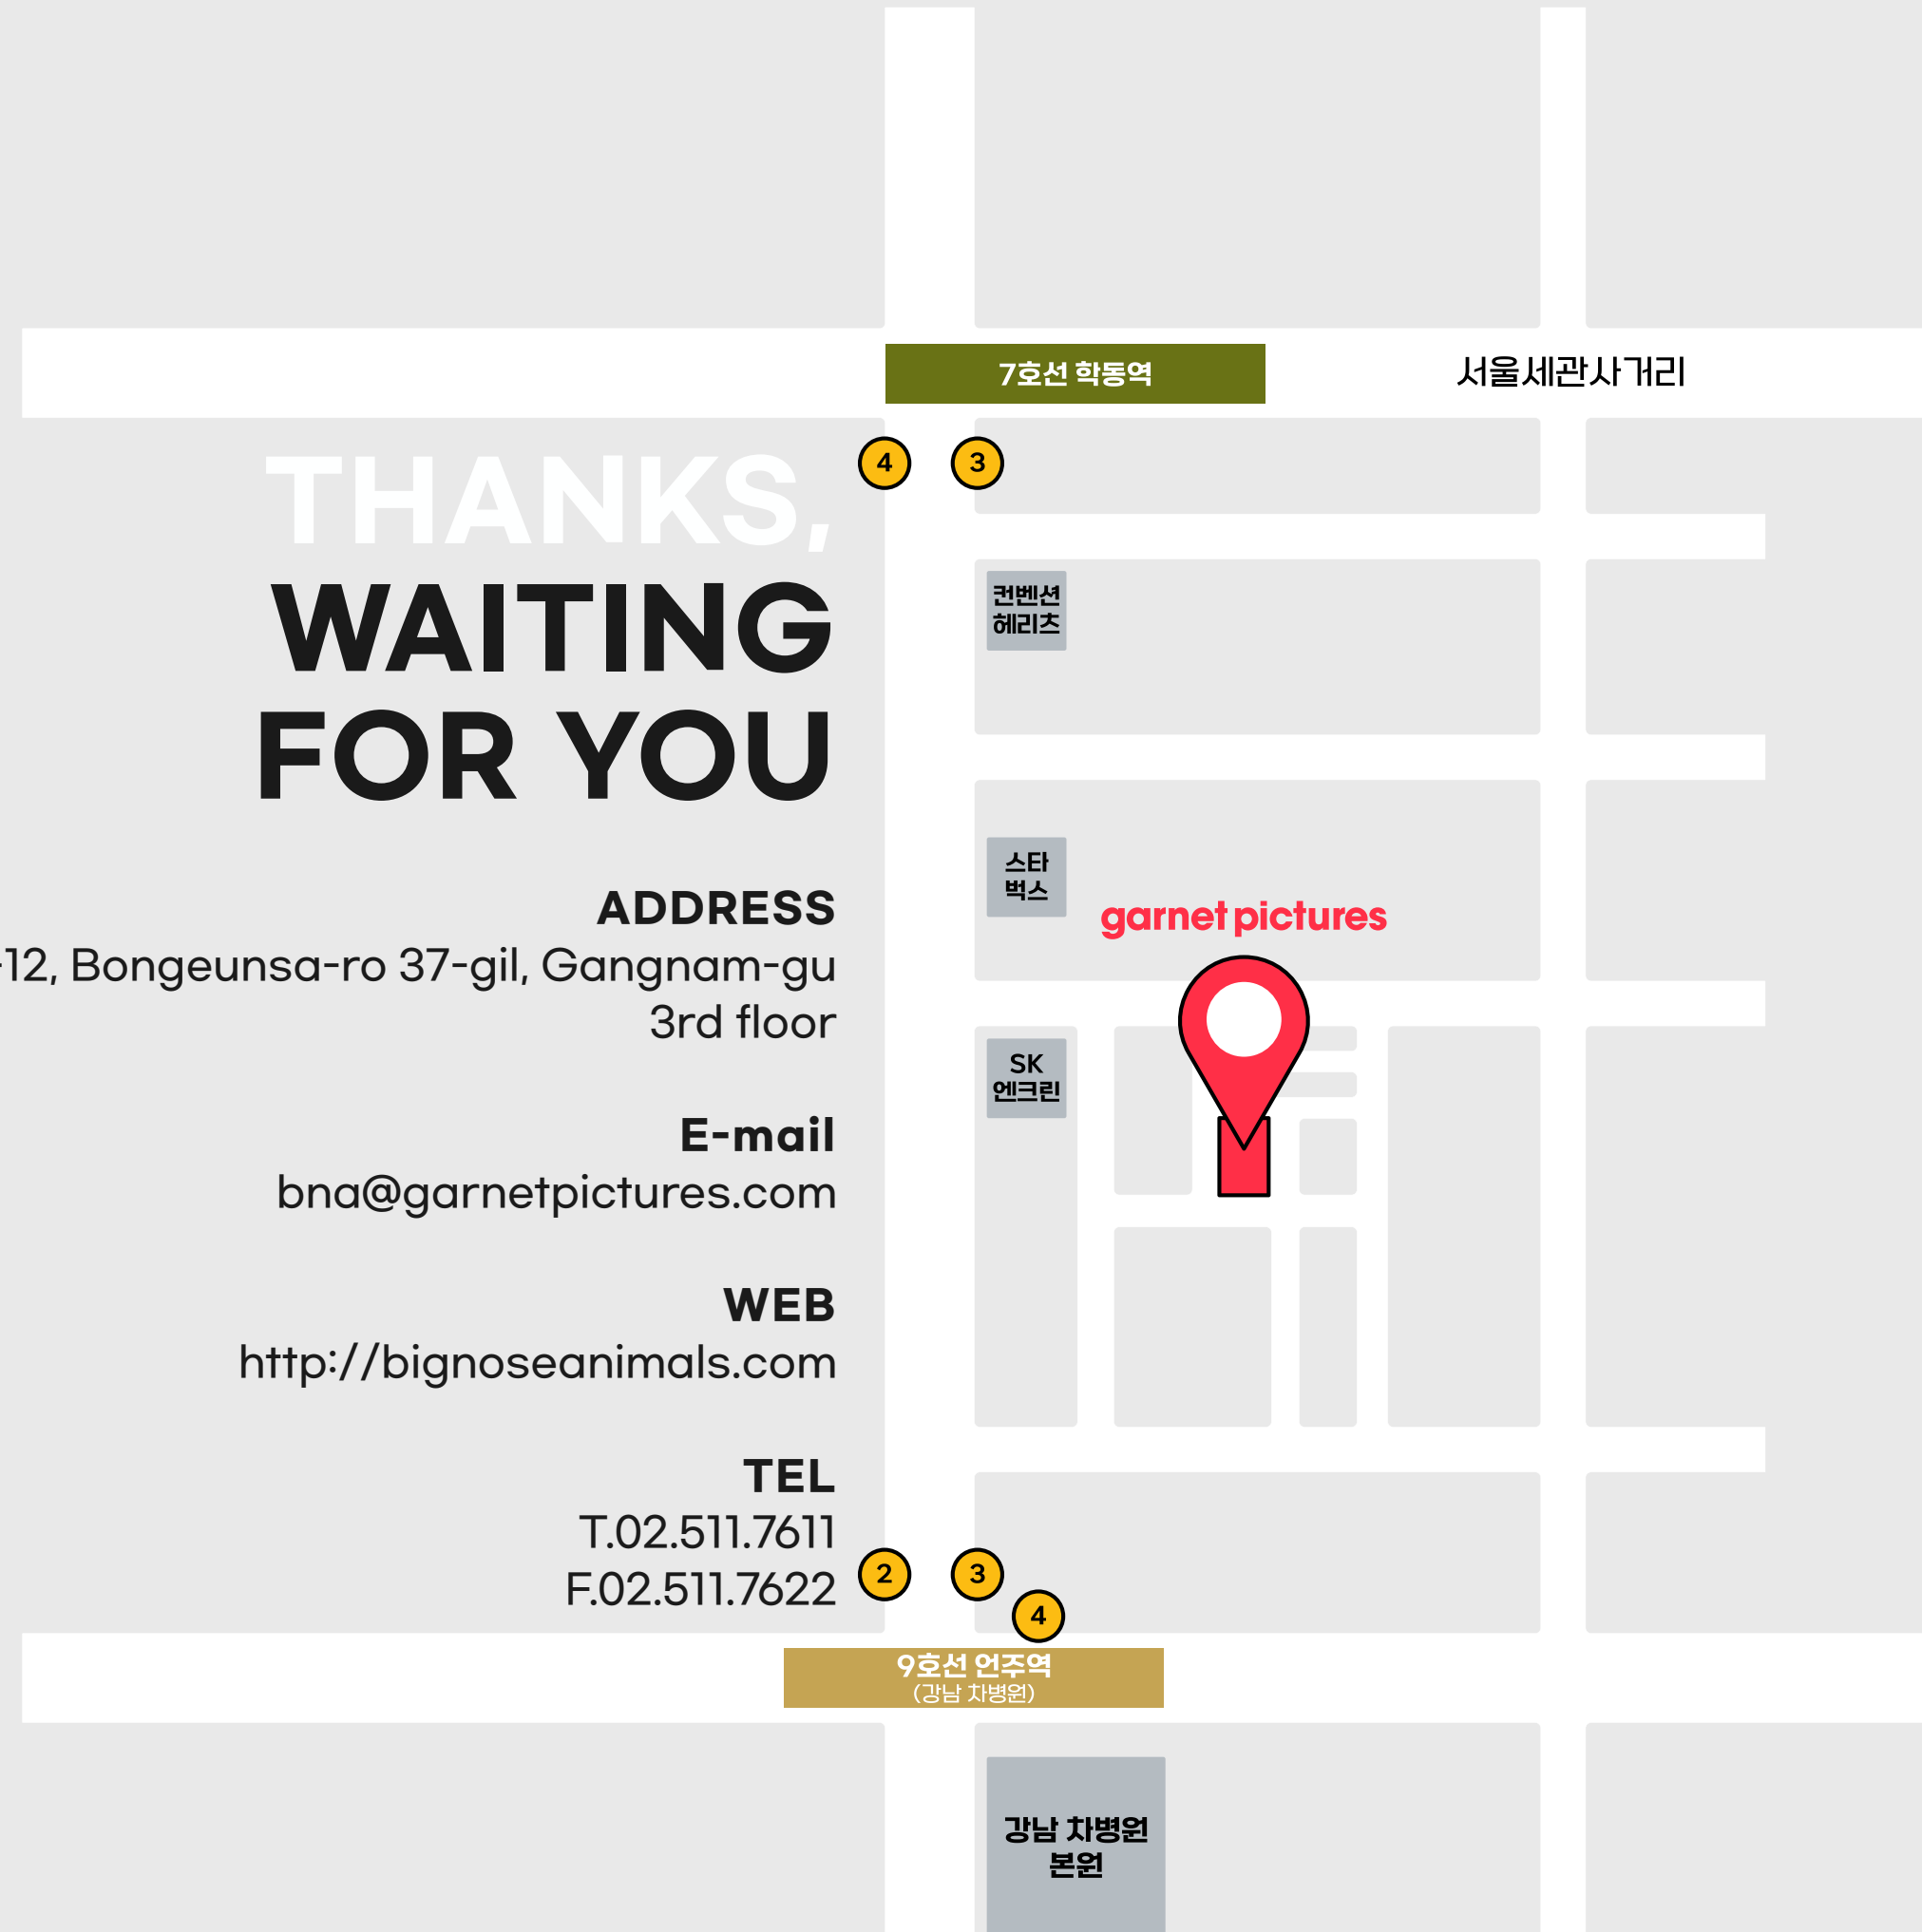 7호선 학동역
서울세관사거리
4
3
THANKS,
WAITING
FOR YOU
컨벤션
헤리츠
스타
벅스
garnet pictures
ADDRESS
-12, Bongeunsa-ro 37-gil, Gangnam-gu
3rd floor
SK
엔크린
E-mail
bna@garnetpictures.com
WEB
http://bignoseanimals.com
TEL
T.02.511.7611
F.02.511.7622
2
3
4
9호선 언주역
(강남 차병원)
강남 차병원
본원